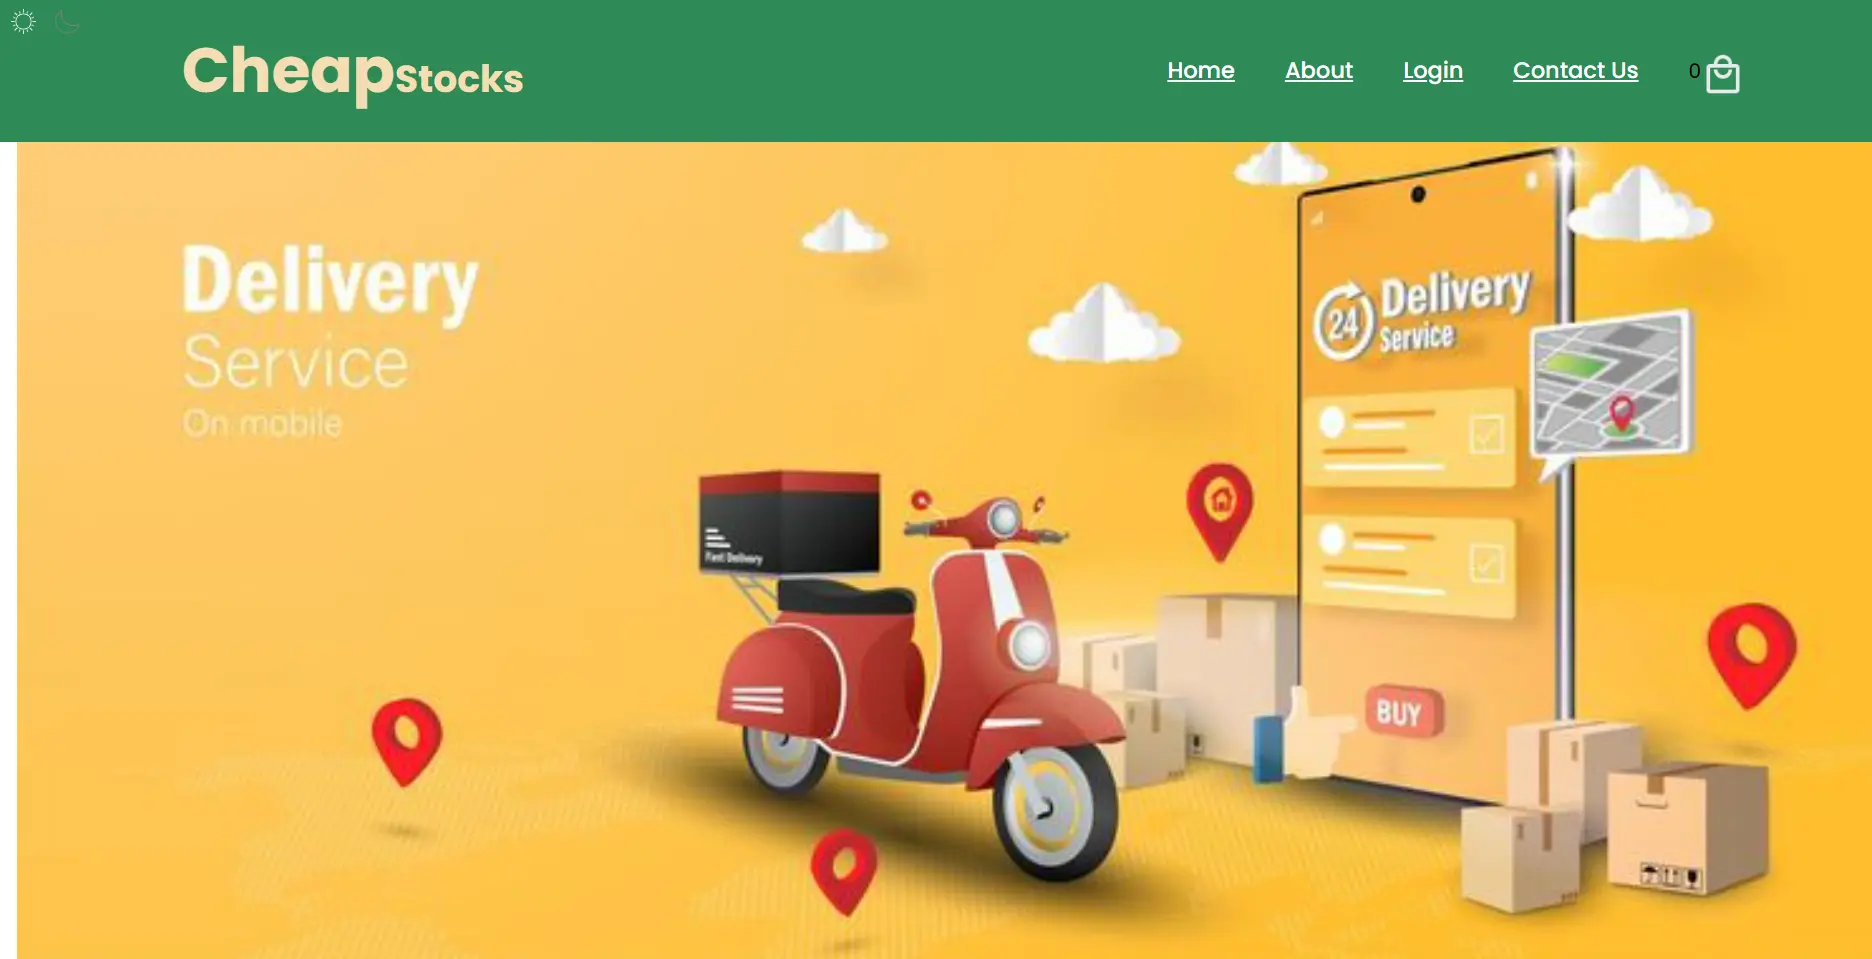 CheapStocks
Home About Login Contact Us 0
Delivery
Service
On mobile
24 Delivery
Service
Fast Delivery
BUY